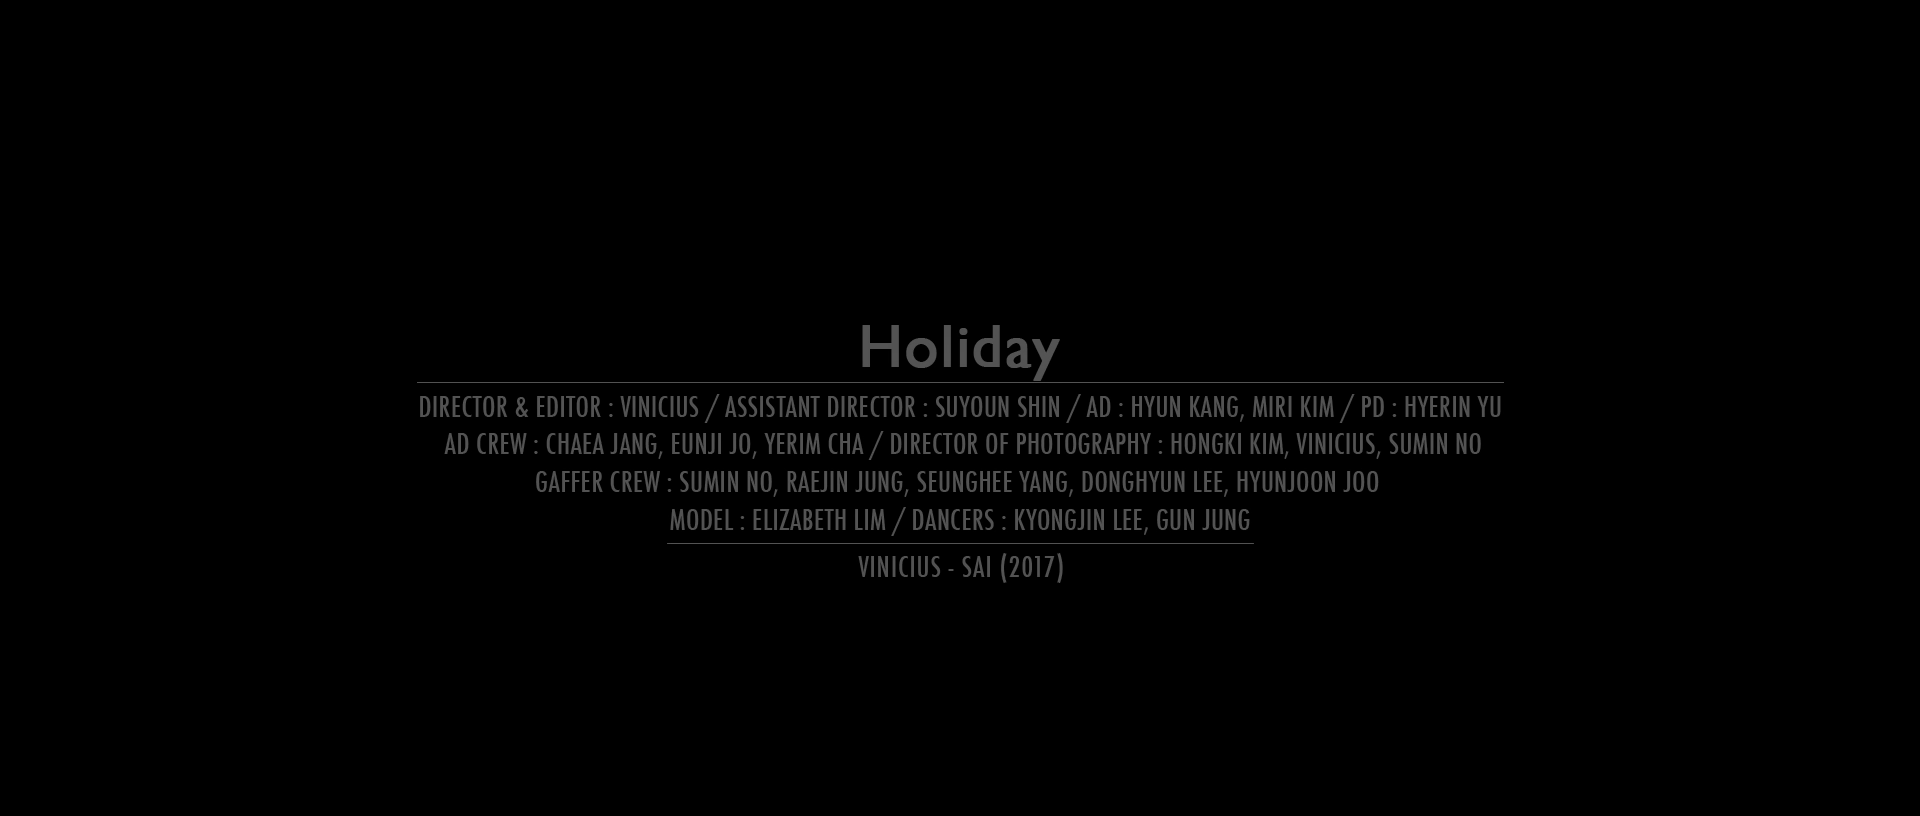 Holiday
DIRECTOR & EDITOR : VINICIUS / ASSISTANT DIRECTOR : SUYOUN SHIN / AD : HYUN KANG, MIRI KIM / PD : HYERIN YU
AD CREW : CHAEA JANG, EUNJI JO, YERIM CHA / DIRECTOR OF PHOTOGRAPHY : HONGKI KIM, VINICIUS, SUMIN NO
GAFFER CREW : SUMIN NO, RAEJIN JUNG, SEUNGHEE YANG, DONGHYUN LEE, HYUNJOON JOO
MODEL : ELIZABETH LIM / DANCERS : KYONGJIN LEE, GUN JUNG
VINICIUS - SAI (2017)